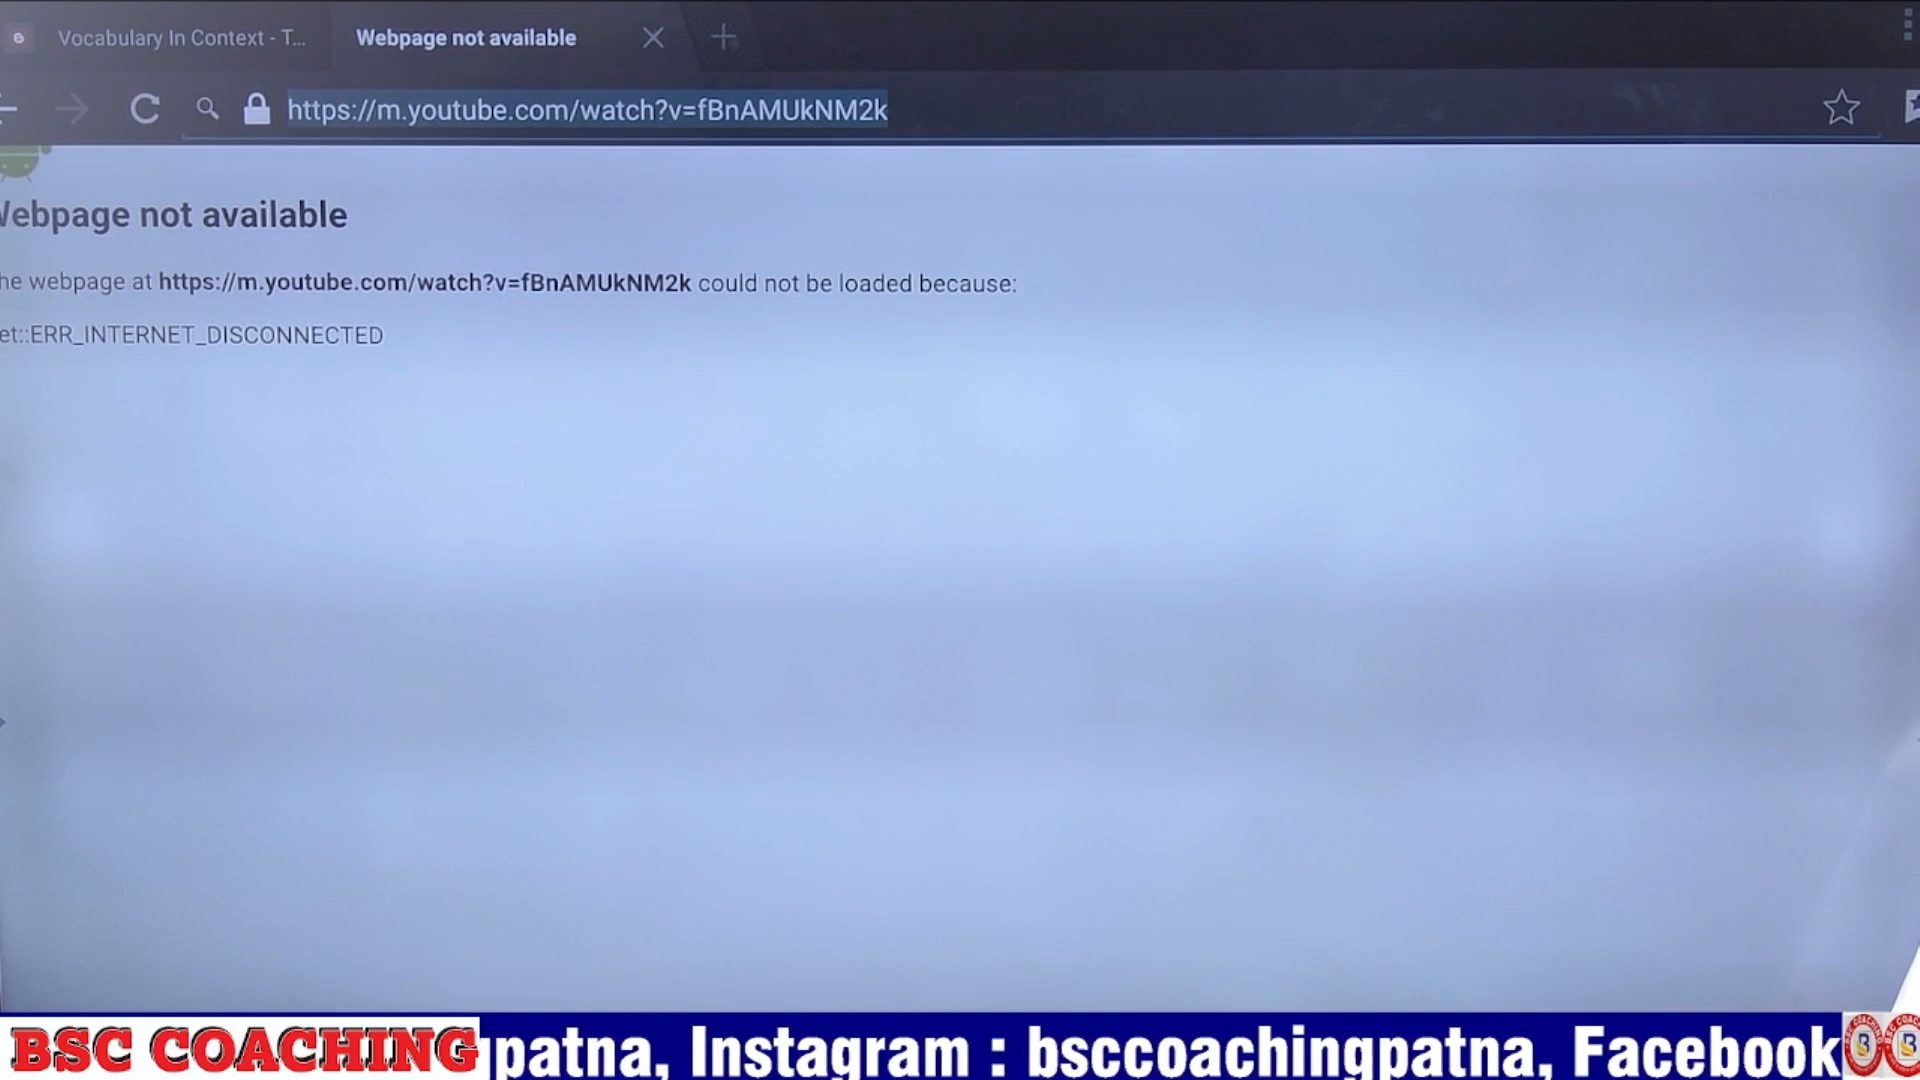 Vocabulary In Context - T...
Webpage not available
https://m.youtube.com/watch?v=fBnAMUkNM2k
Webpage not available
he webpage at https://m.youtube.com/watch?v=fBnAMUkNM2k could not be loaded because:
et::ERR_INTERNET_DISCONNECTED
BSC COACHING gpatna, Instagram : bsccoachingpatna, Facebook